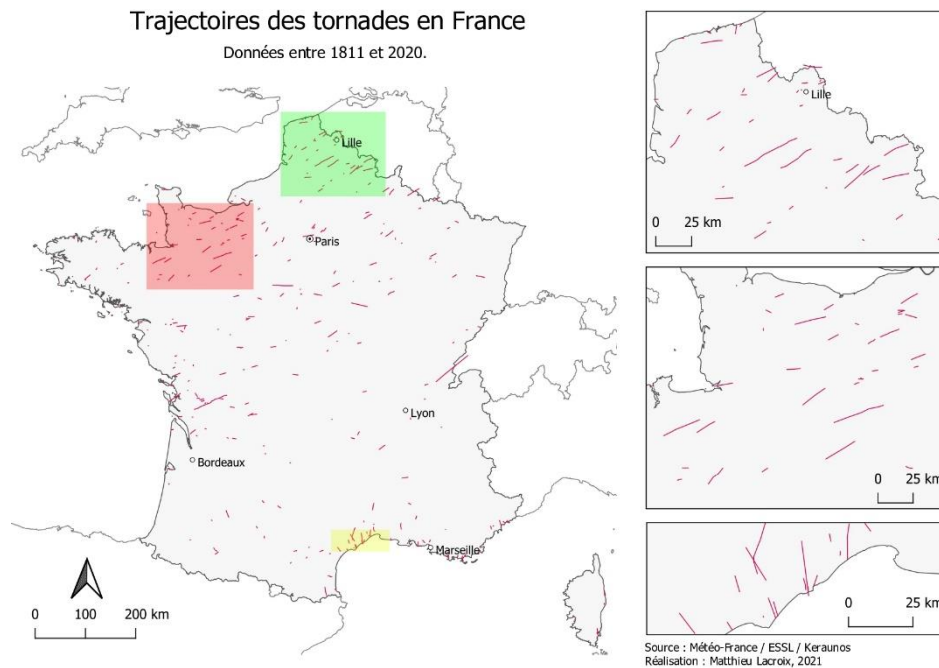 Trajectoires des tornades en France
Données entre 1811 et 2020.
Lille
Paris
Lyon
Bordeaux
Marseille
0 100 200 km
Lille
0 25 km
0 25 km
0 25 km
Source : Météo-France / ESSL / Keraunos
Réalisation : Matthieu Lacroix, 2021